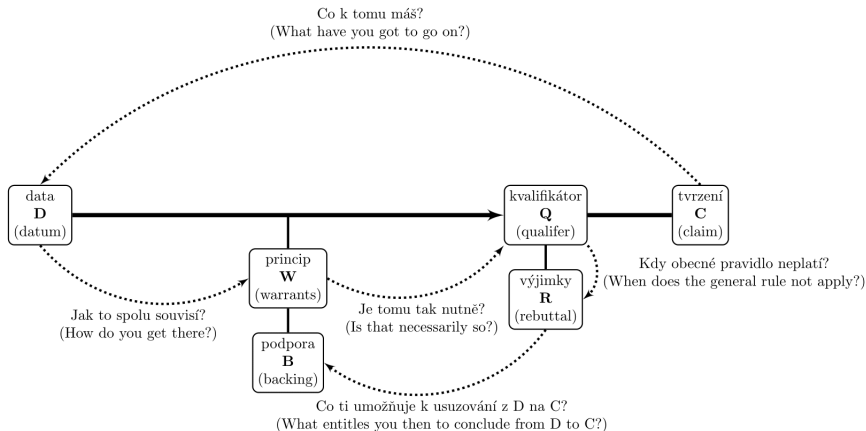 Co k tomu máš?
(What have you got to go on?)
data
D
(datum)
kvalifikátor
Q
(qualifer)
tvrzení
C
(claim)
princip
W
(warrants)
výjimky
R
(rebuttal)
Kdy obecné pravidlo neplatí?
(When does the general rule not apply?)
Jak to spolu souvisí?
(How do you get there?)
Je tomu tak nutně?
(Is that necessarily so?)
podpora
B
(backing)
Co ti umožňuje k usuzování z D na C?
(What entitles you then to conclude from D to C?)